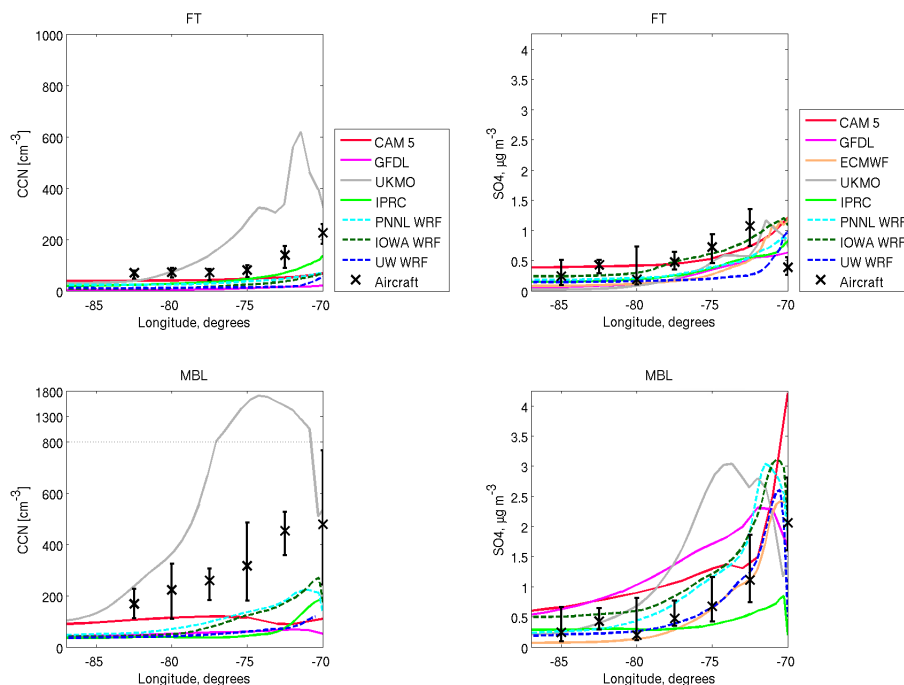 FT
1000
800
600
400
200
0
CCN [cm⁻³]
-85 -80 -75 -70
Longitude, degrees
CAM 5
GFDL
UKMO
IPRC
PNNL WRF
IOWA WRF
UW WRF
Aircraft
FT
4
3.5
3
2.5
2
1.5
1
0.5
0
SO4, μg m⁻³
-85 -80 -75 -70
Longitude, degrees
CAM 5
GFDL
ECMWF
UKMO
IPRC
PNNL WRF
IOWA WRF
UW WRF
Aircraft
MBL
1800
1300
800
600
400
200
0
CCN [cm⁻³]
-85 -80 -75 -70
Longitude, degrees
MBL
4
3.5
3
2.5
2
1.5
1
0.5
0
SO4, μg m⁻³
-85 -80 -75 -70
Longitude, degrees